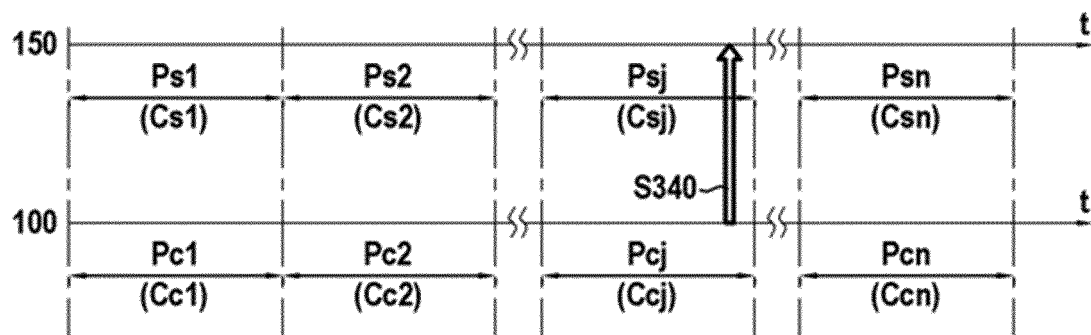 150 t
Ps1 Ps2 Psj Psn
(Cs1) (Cs2) (Csj) (Csn)
S340
100 t
Pc1 Pc2 Pcj Pcn
(Cc1) (Cc2) (Ccj) (Ccn)